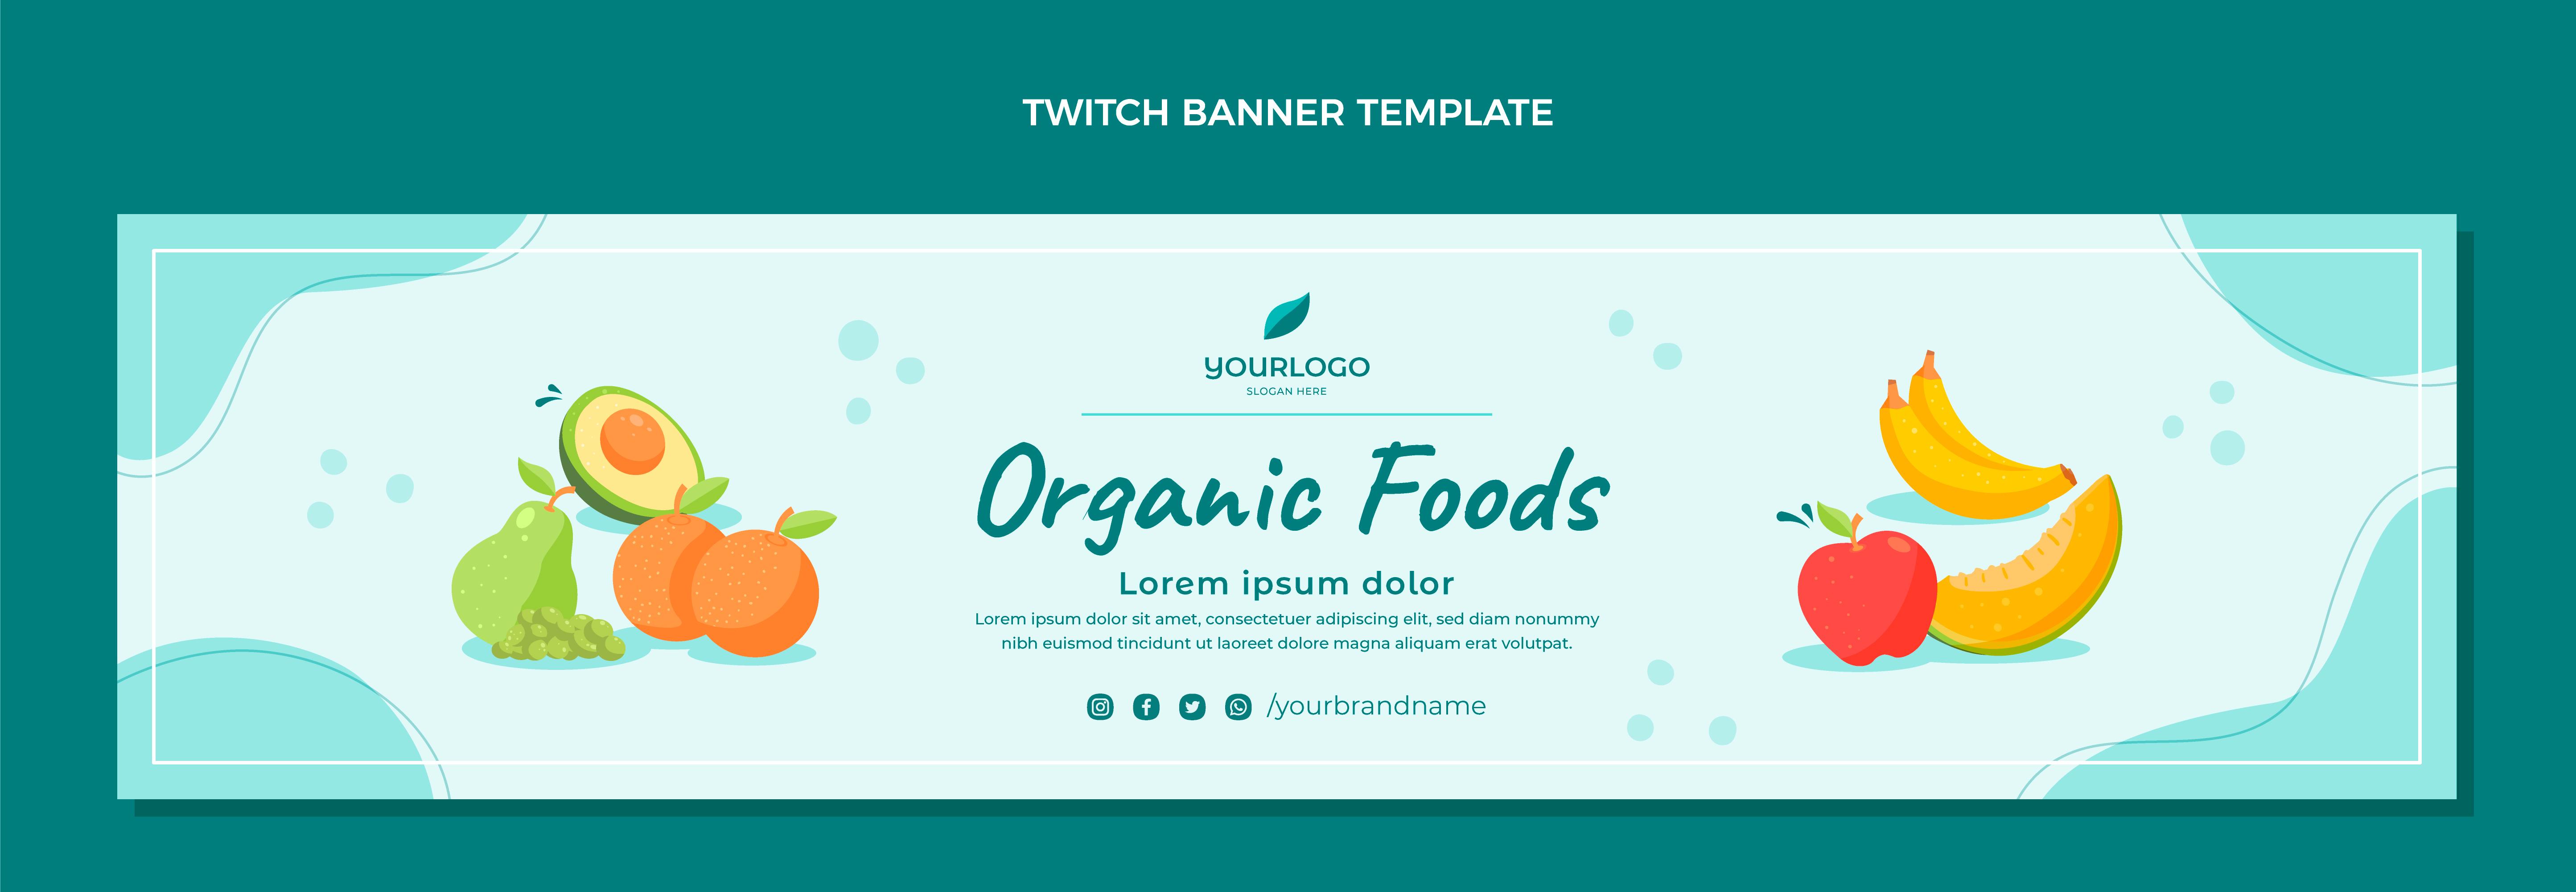 TWITCH BANNER TEMPLATE
YOURLOGO
SLOGAN HERE
Organic Foods
Lorem ipsum dolor
Lorem ipsum dolor sit amet, consectetuer adipiscing elit, sed diam nonummy
nibh euismod tincidunt ut laoreet dolore magna aliquam erat volutpat.
/yourbrandname